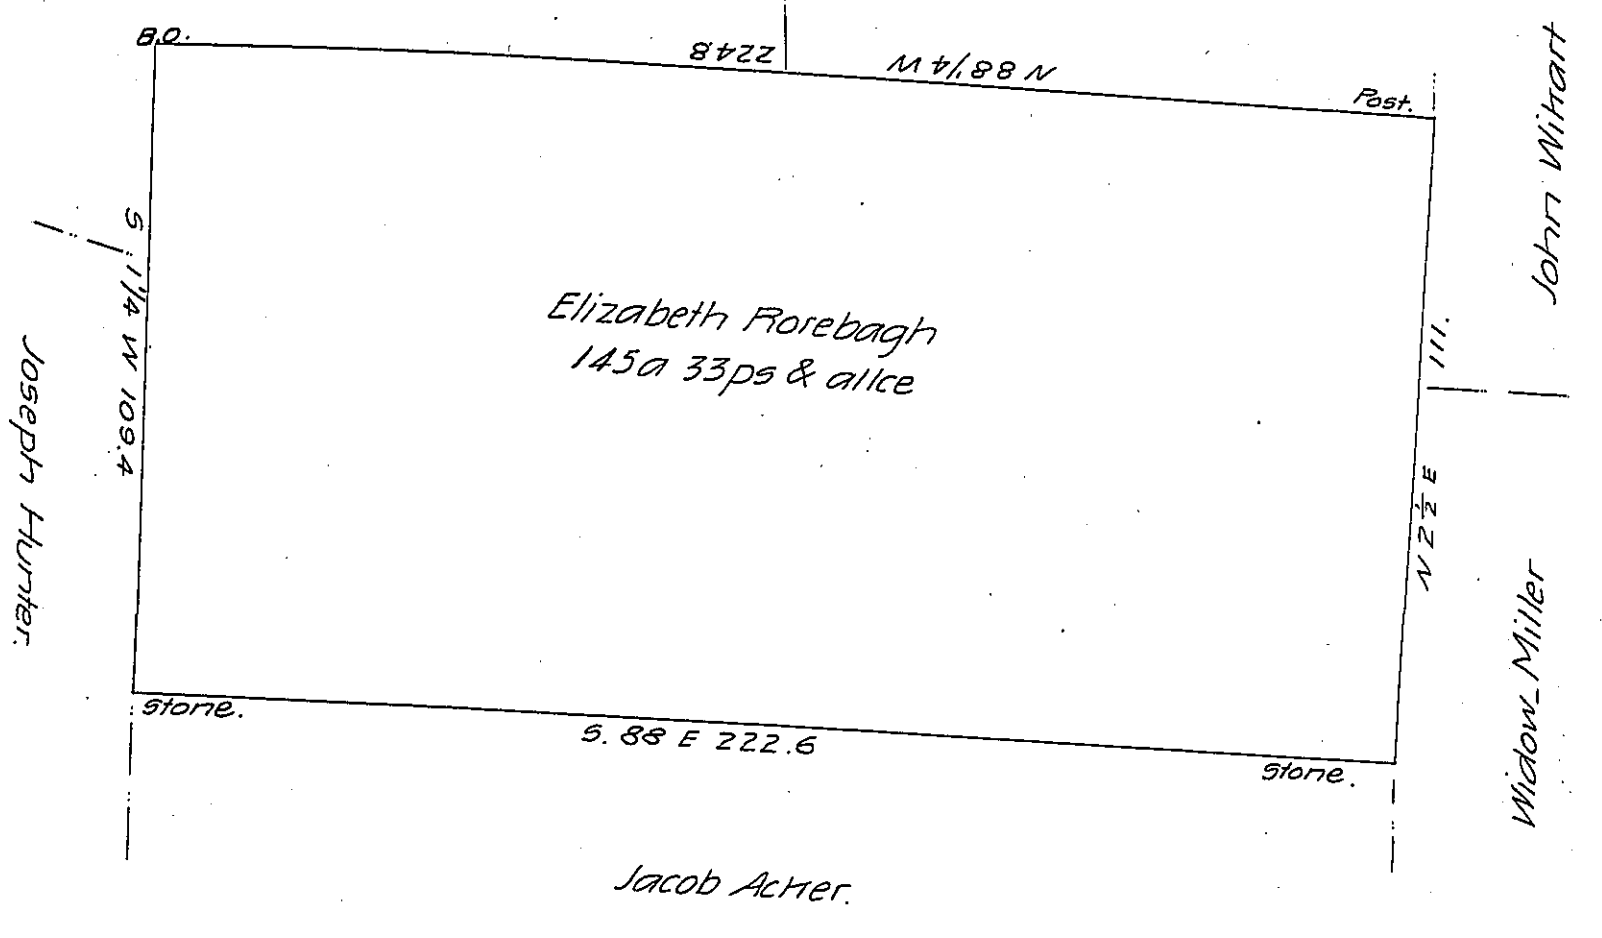 B.O.
N 88 1/4 W 224.8
Post.
John Wihart
S. 1 1/4 W 109.4
Elizabeth Rorebagh
145a 33ps & allce
N 2 1/2 E 111.
Joseph Hunter.
Widow Miller
Stone.
S. 88 E 222.6
Stone.
Jacob Acker.